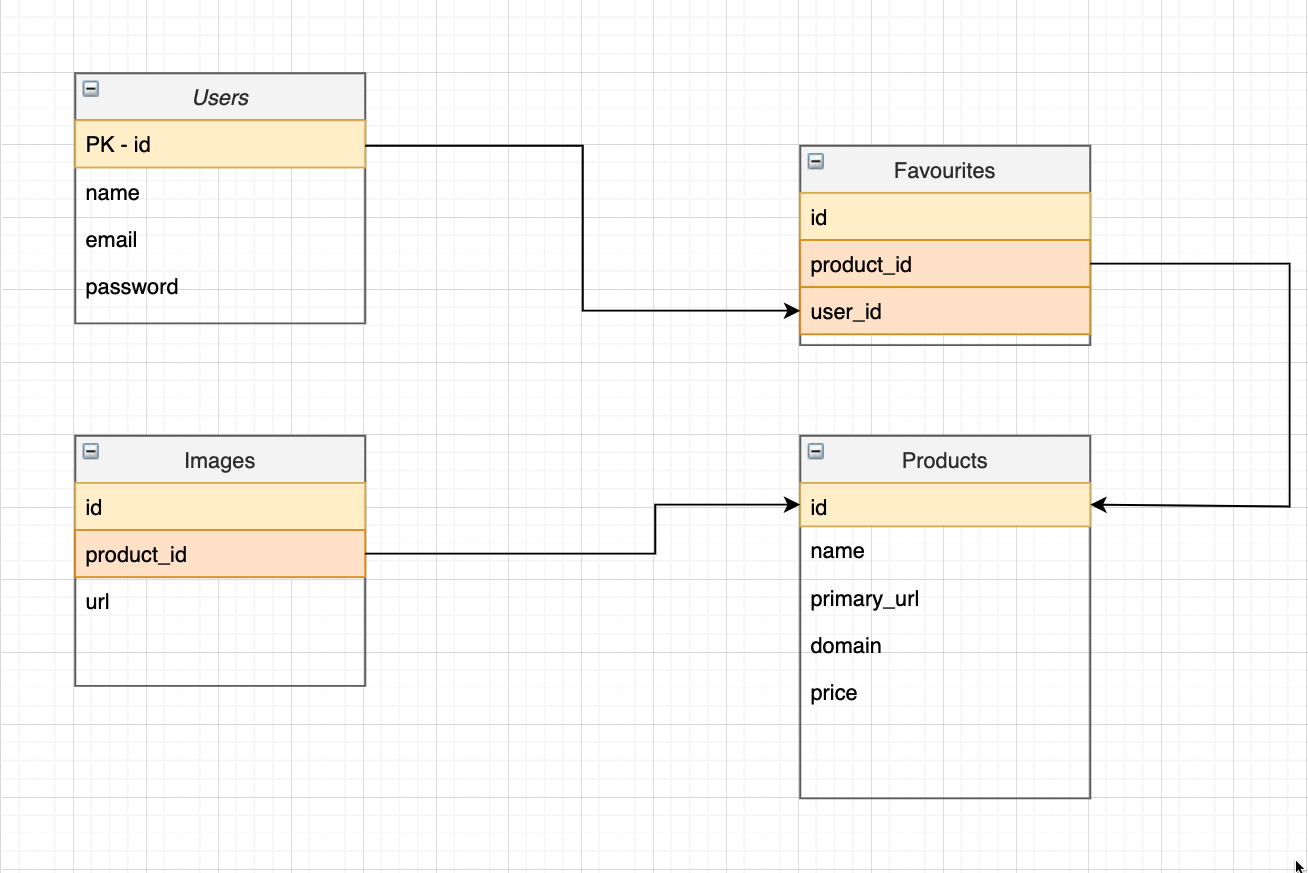 Users
PK - id
name
email
password
Favourites
id
product_id
user_id
Images
id
product_id
url
Products
id
name
primary_url
domain
price